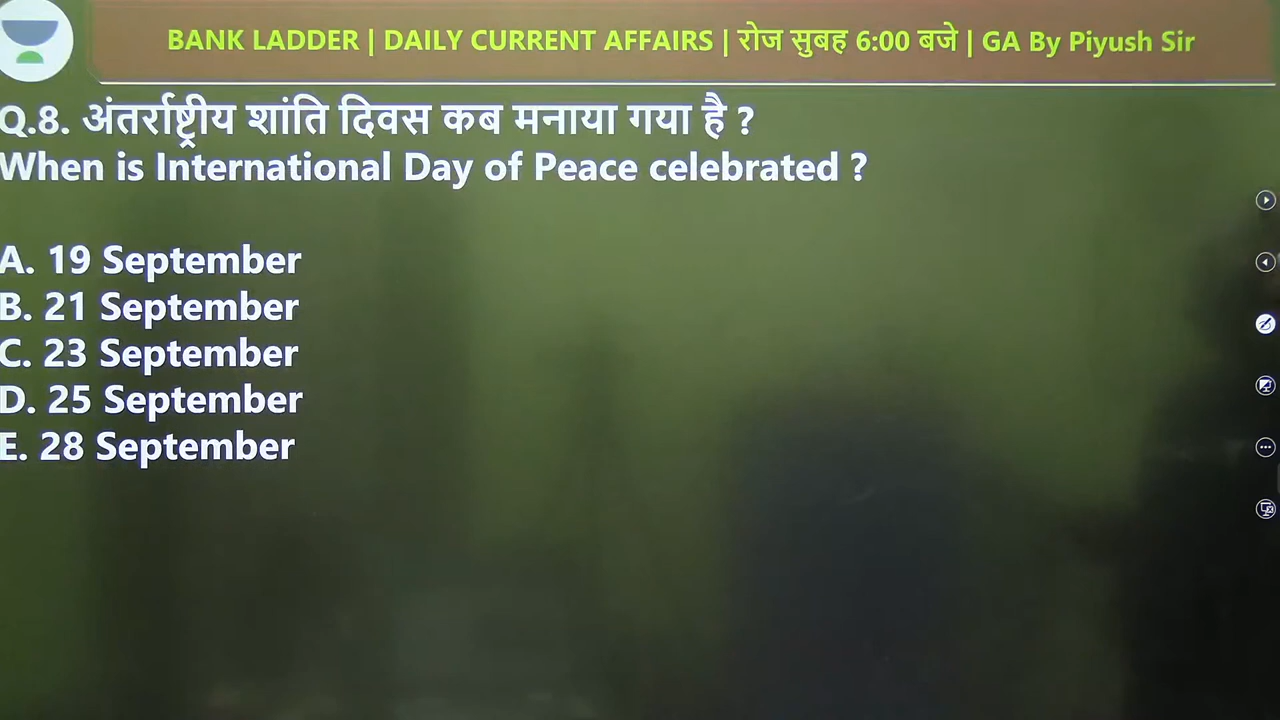 BANK LADDER | DAILY CURRENT AFFAIRS | रोज सुबह 6:00 बजे | GA By Piyush Sir
Q.8. अंतर्राष्ट्रीय शांति दिवस कब मनाया गया है ?
When is International Day of Peace celebrated ?
A. 19 September
B. 21 September
C. 23 September
D. 25 September
E. 28 September